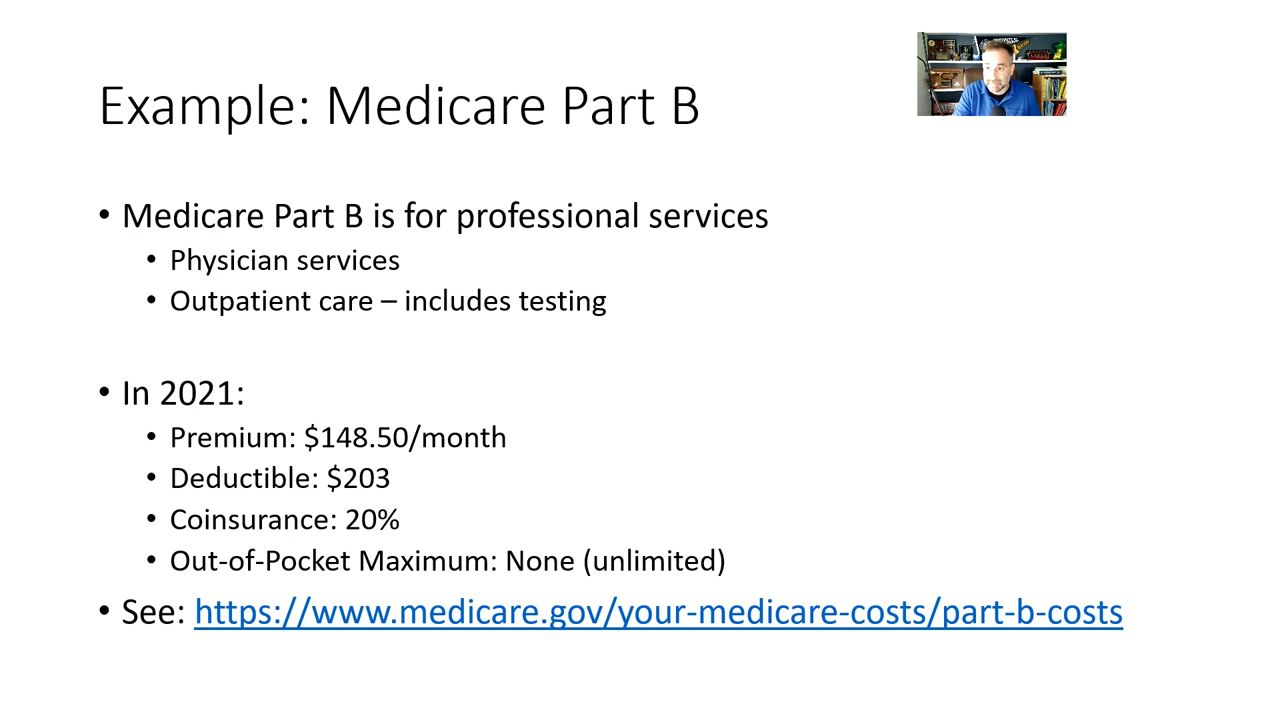 Example: Medicare Part B
• Medicare Part B is for professional services
• Physician services
• Outpatient care – includes testing
• In 2021:
• Premium: $148.50/month
• Deductible: $203
• Coinsurance: 20%
• Out-of-Pocket Maximum: None (unlimited)
• See: https://www.medicare.gov/your-medicare-costs/part-b-costs